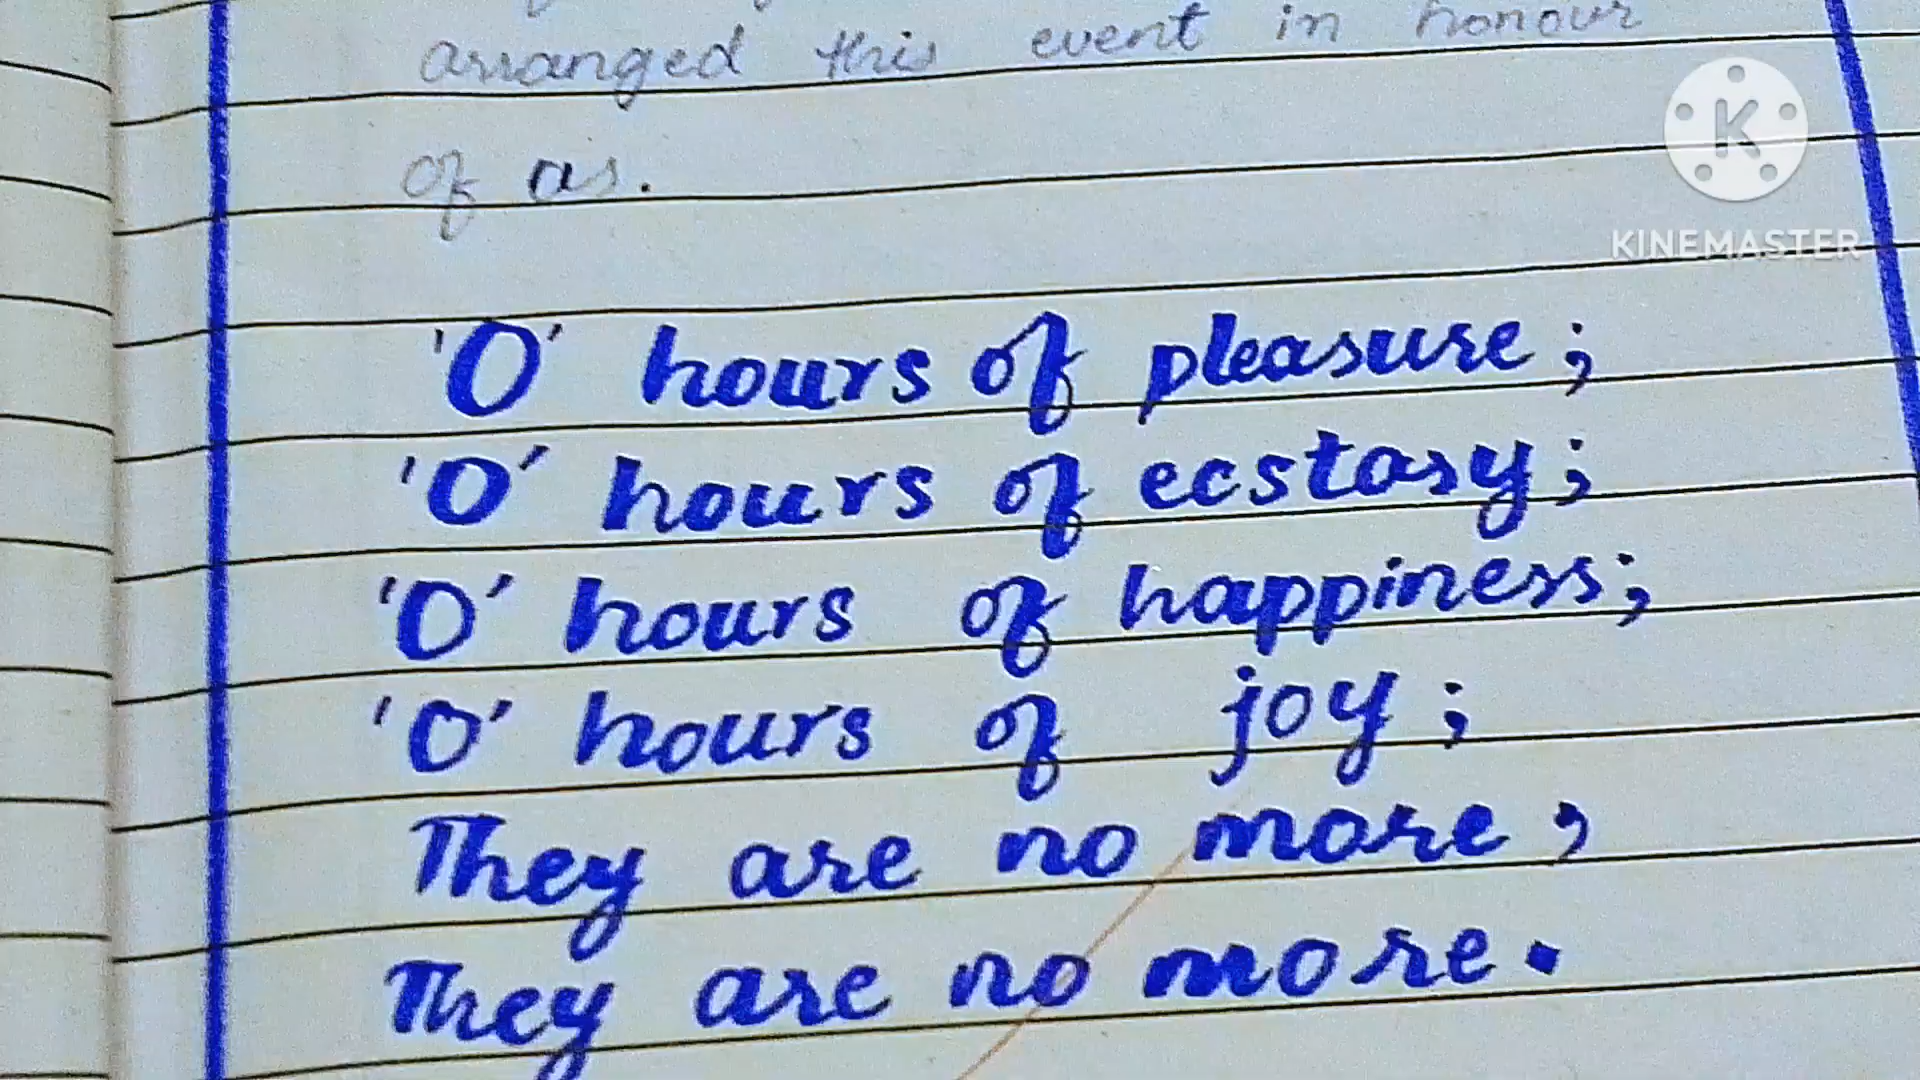 arranged this event in honour
of as.
'O' hours of pleasure;
'O' hours of ecstasy;
'O' hours of happiness;
'O' hours of joy;
They are no more,
They are no more.
K
KINEMASTER